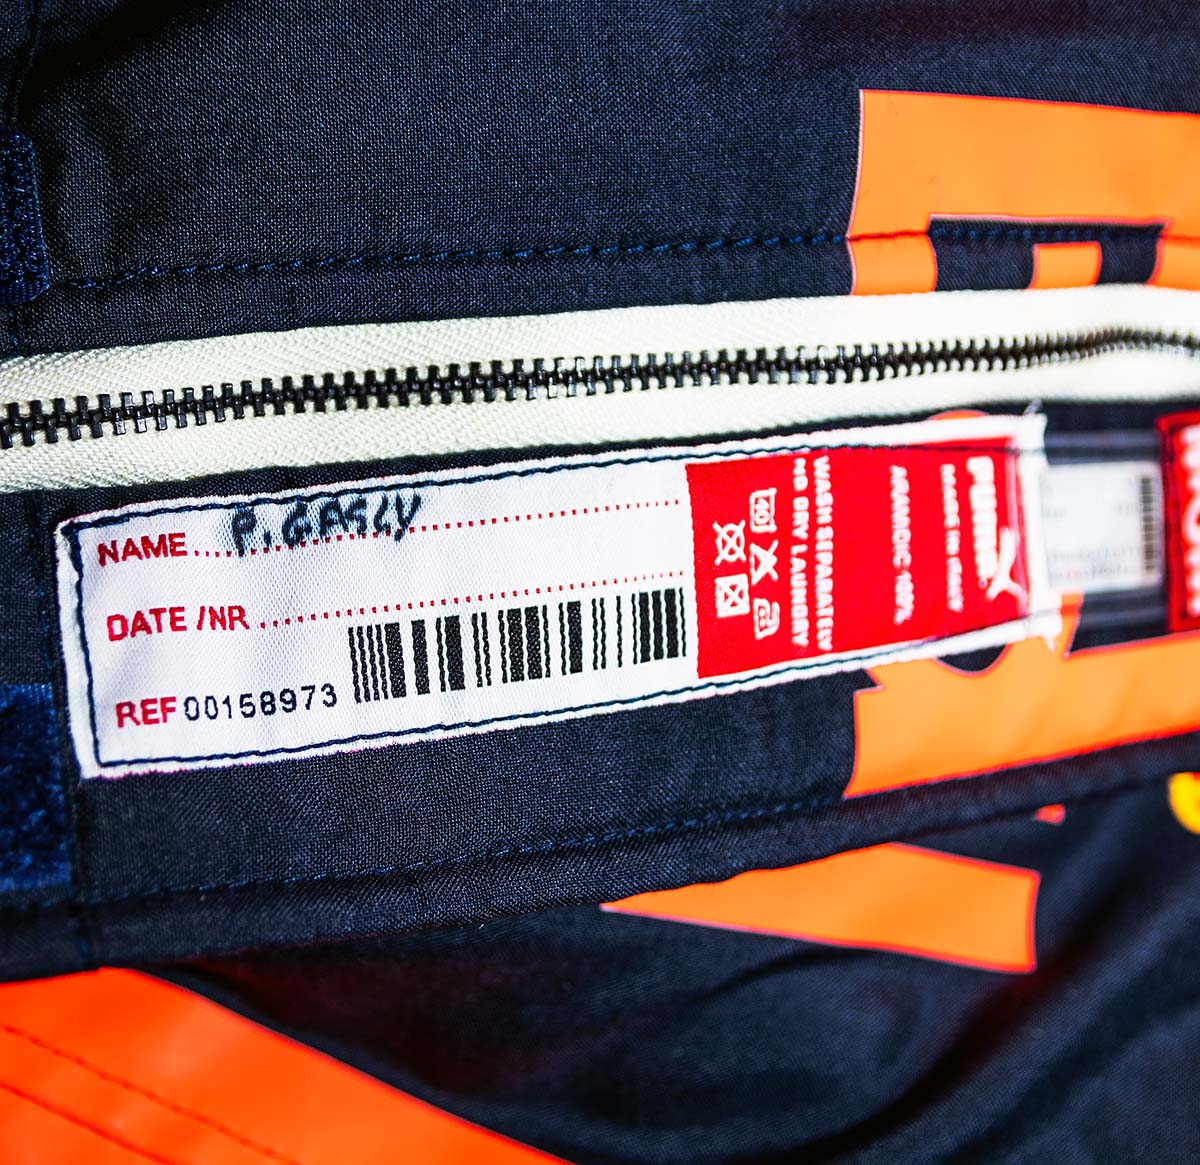 NAME P. GASLY
DATE /NR
REF 00158973
PUMA
MADE IN ITALY
ARAMIDIC 100%
WASH SEPARATELY
NO DRY LAUNDRY